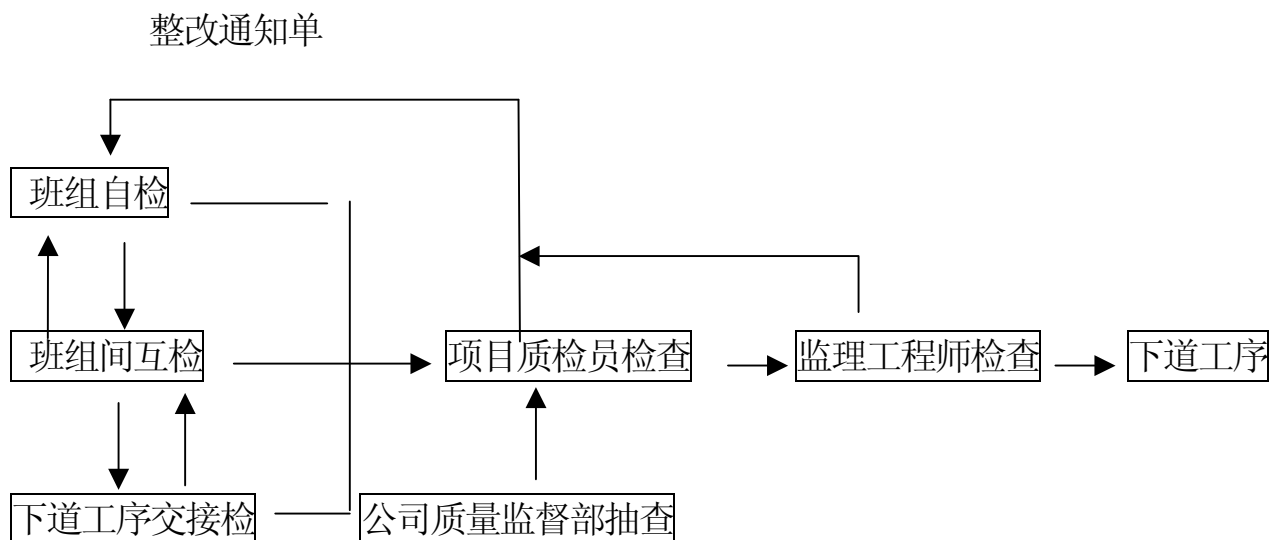 整改通知单
班组自检
班组间互检
项目质检员检查
监理工程师检查
下道工序
下道工序交接检
公司质量监督部抽查